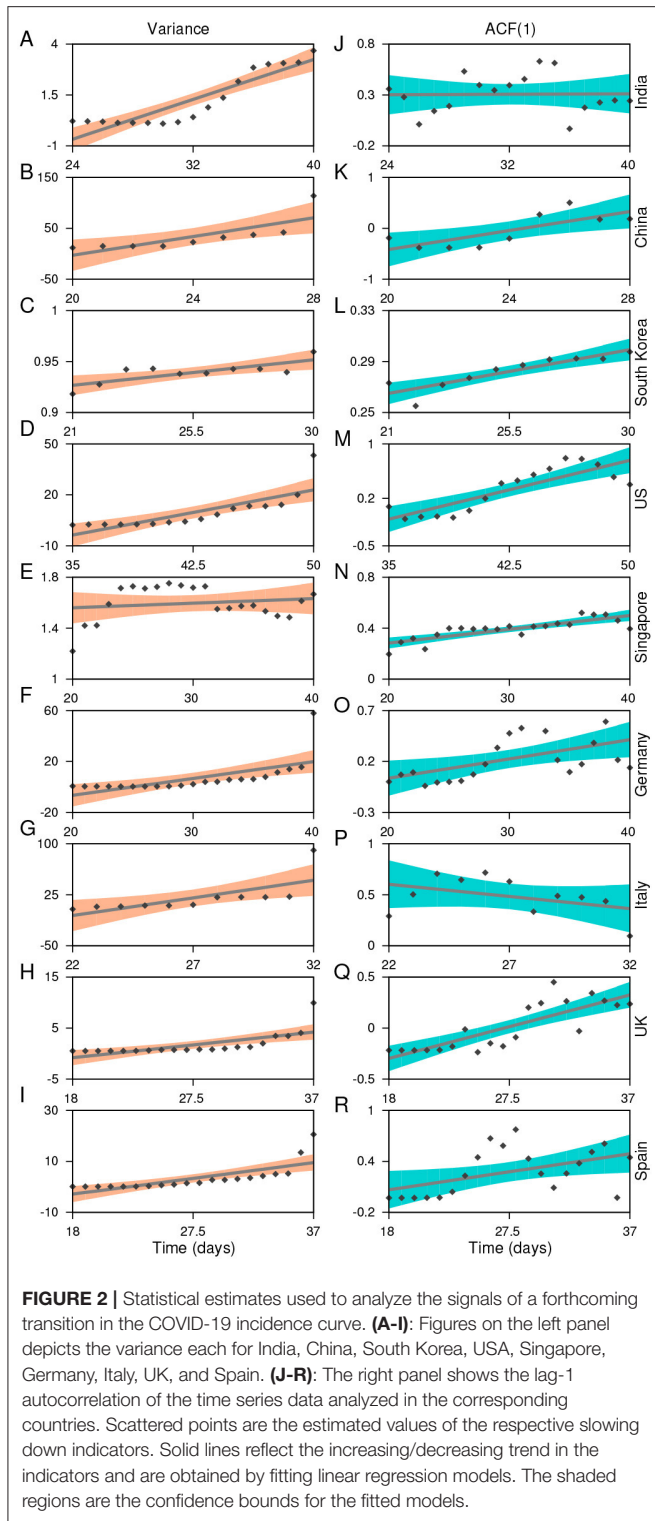 Variance ACF(1)
A 4 J 0.8
1.5 0.3 India
-1 -0.2
24 32 40 24 32 40
B 150 K 1
50 0 China
-50 -1
20 24 28 20 24 28
C 1 L 0.33
0.95 0.29 South Korea
0.9 0.25
21 25.5 30 21 25.5 30
D 50 M 1
20 0.2 US
-10 -0.5
35 42.5 50 35 42.5 50
E 1.8 N 0.8
1.4 0.4 Singapore
1 0
20 30 40 20 30 40
F 60 O 0.7
20 0.2 Germany
-20 -0.3
20 30 40 20 30 40
G 100 P 1
25 0.5 Italy
-50 0
22 27 32 22 27 32
H 15 Q 0.5
5 0 UK
-5 -0.5
18 27.5 37 18 27.5 37
I 30 R 1
10 0.4 Spain
-10 -0.2
18 27.5 37 18 27.5 37
Time (days) Time (days)
FIGURE 2 | Statistical estimates used to analyze the signals of a forthcoming
transition in the COVID-19 incidence curve. (A-I): Figures on the left panel
depicts the variance each for India, China, South Korea, USA, Singapore,
Germany, Italy, UK, and Spain. (J-R): The right panel shows the lag-1
autocorrelation of the time series data analyzed in the corresponding
countries. Scattered points are the estimated values of the respective slowing
down indicators. Solid lines reflect the increasing/decreasing trend in the
indicators and are obtained by fitting linear regression models. The shaded
regions are the confidence bounds for the fitted models.